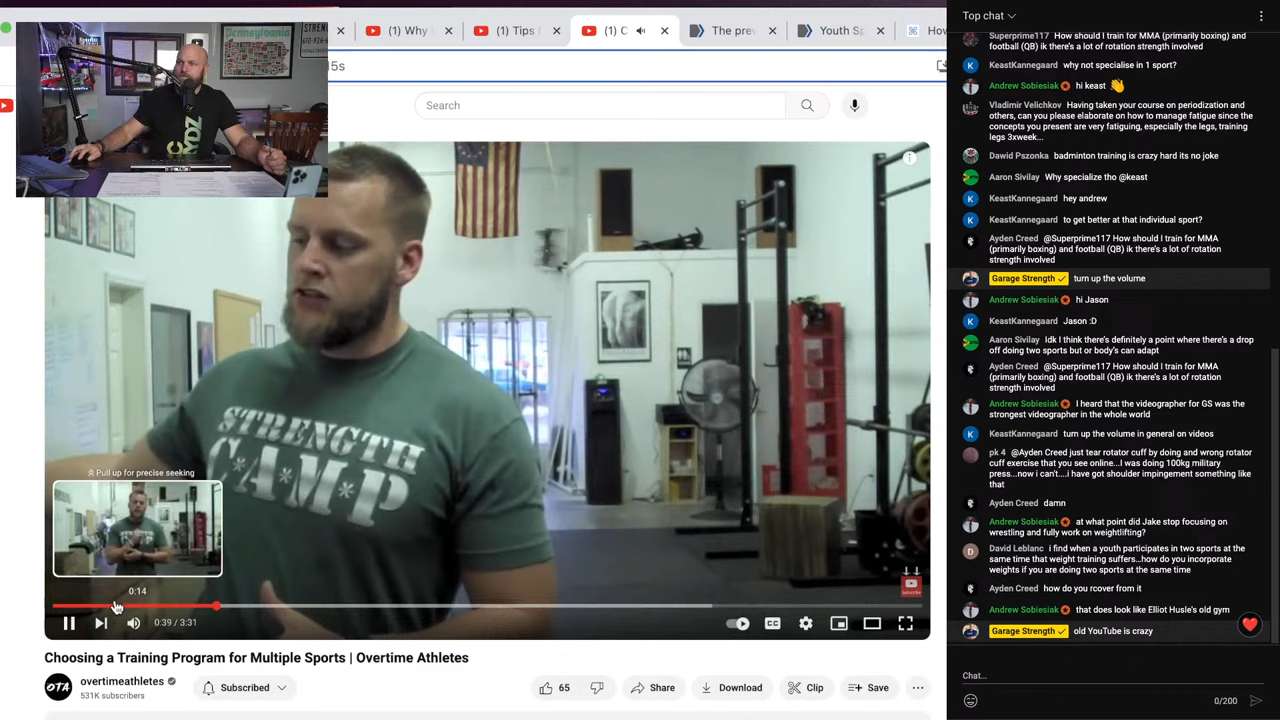 (1) Why
(1) Tips
(1) C
The prev
Youth Sp
How
Pennsylvania
STRENG
15s
Search
STRENGTH
C*A*M*P
Pull up for precise seeking
0:14
0:39 / 3:31
CC
Subscribe
Choosing a Training Program for Multiple Sports | Overtime Athletes
OTA
overtimeathletes
531K subscribers
Subscribed
65
Share
Download
Clip
Save
Top chat
Superprime117 How should I train for MMA (primarily boxing) and
football (QB) ik there's a lot of rotation strength involved
KeastKannegaard why not specialise in 1 sport?
Andrew Sobiesiak hi keast 👋
Vladimir Velichkov Having taken your course on periodization and
others, can you please elaborate on how to manage fatigue since the
concepts you present are very fatiguing, especially the legs, training
legs 3xweek...
Dawid Pszonka badminton training is crazy hard its no joke
Aaron Sivilay Why specialize tho @keast
KeastKannegaard hey andrew
KeastKannegaard to get better at that individual sport?
Ayden Creed @Superprime117 How should I train for MMA
(primarily boxing) and football (QB) ik there's a lot of rotation
strength involved
Garage Strength turn up the volume
Andrew Sobiesiak hi Jason
KeastKannegaard Jason :D
Aaron Sivilay Idk I think there's definitely a point where there's a drop
off doing two sports but or body's can adapt
Ayden Creed @Superprime117 How should I train for MMA
(primarily boxing) and football (QB) ik there's a lot of rotation
strength involved
Andrew Sobiesiak I heard that the videographer for GS was the
strongest videographer in the whole world
KeastKannegaard turn up the volume in general on videos
pk 4 @Ayden Creed just tear rotator cuff by doing and wrong rotator
cuff exercise that you see online...I was doing 100kg military
press...now i can't....i have got shoulder impingement something like
that
Ayden Creed damn
Andrew Sobiesiak at what point did Jake stop focusing on
wrestling and fully work on weightlifting?
David Leblanc i find when a youth participates in two sports at the
same time that weight training suffers...how do you incorporate
weights if you are doing two sports at the same time
Ayden Creed how do you rcover from it
Andrew Sobiesiak that does look like Elliot Husle's old gym
Garage Strength old YouTube is crazy
Chat...
0/200